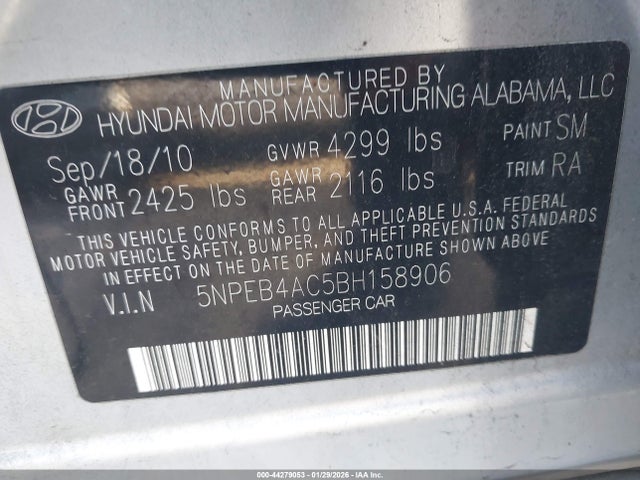 MANUFACTURED BY
HYUNDAI MOTOR MANUFACTURING ALABAMA, LLC
Sep/18/10 GVWR 4299 lbs PAINT SM
GAWR FRONT 2425 lbs GAWR REAR 2116 lbs TRIM RA
THIS VEHICLE CONFORMS TO ALL APPLICABLE U.S.A. FEDERAL
MOTOR VEHICLE SAFETY, BUMPER, AND THEFT PREVENTION STANDARDS
IN EFFECT ON THE DATE OF MANUFACTURE SHOWN ABOVE.
V.I.N 5NPEB4AC5BH158906
PASSENGER CAR
000-44279053 - 01/29/2026 - IAAI.COM